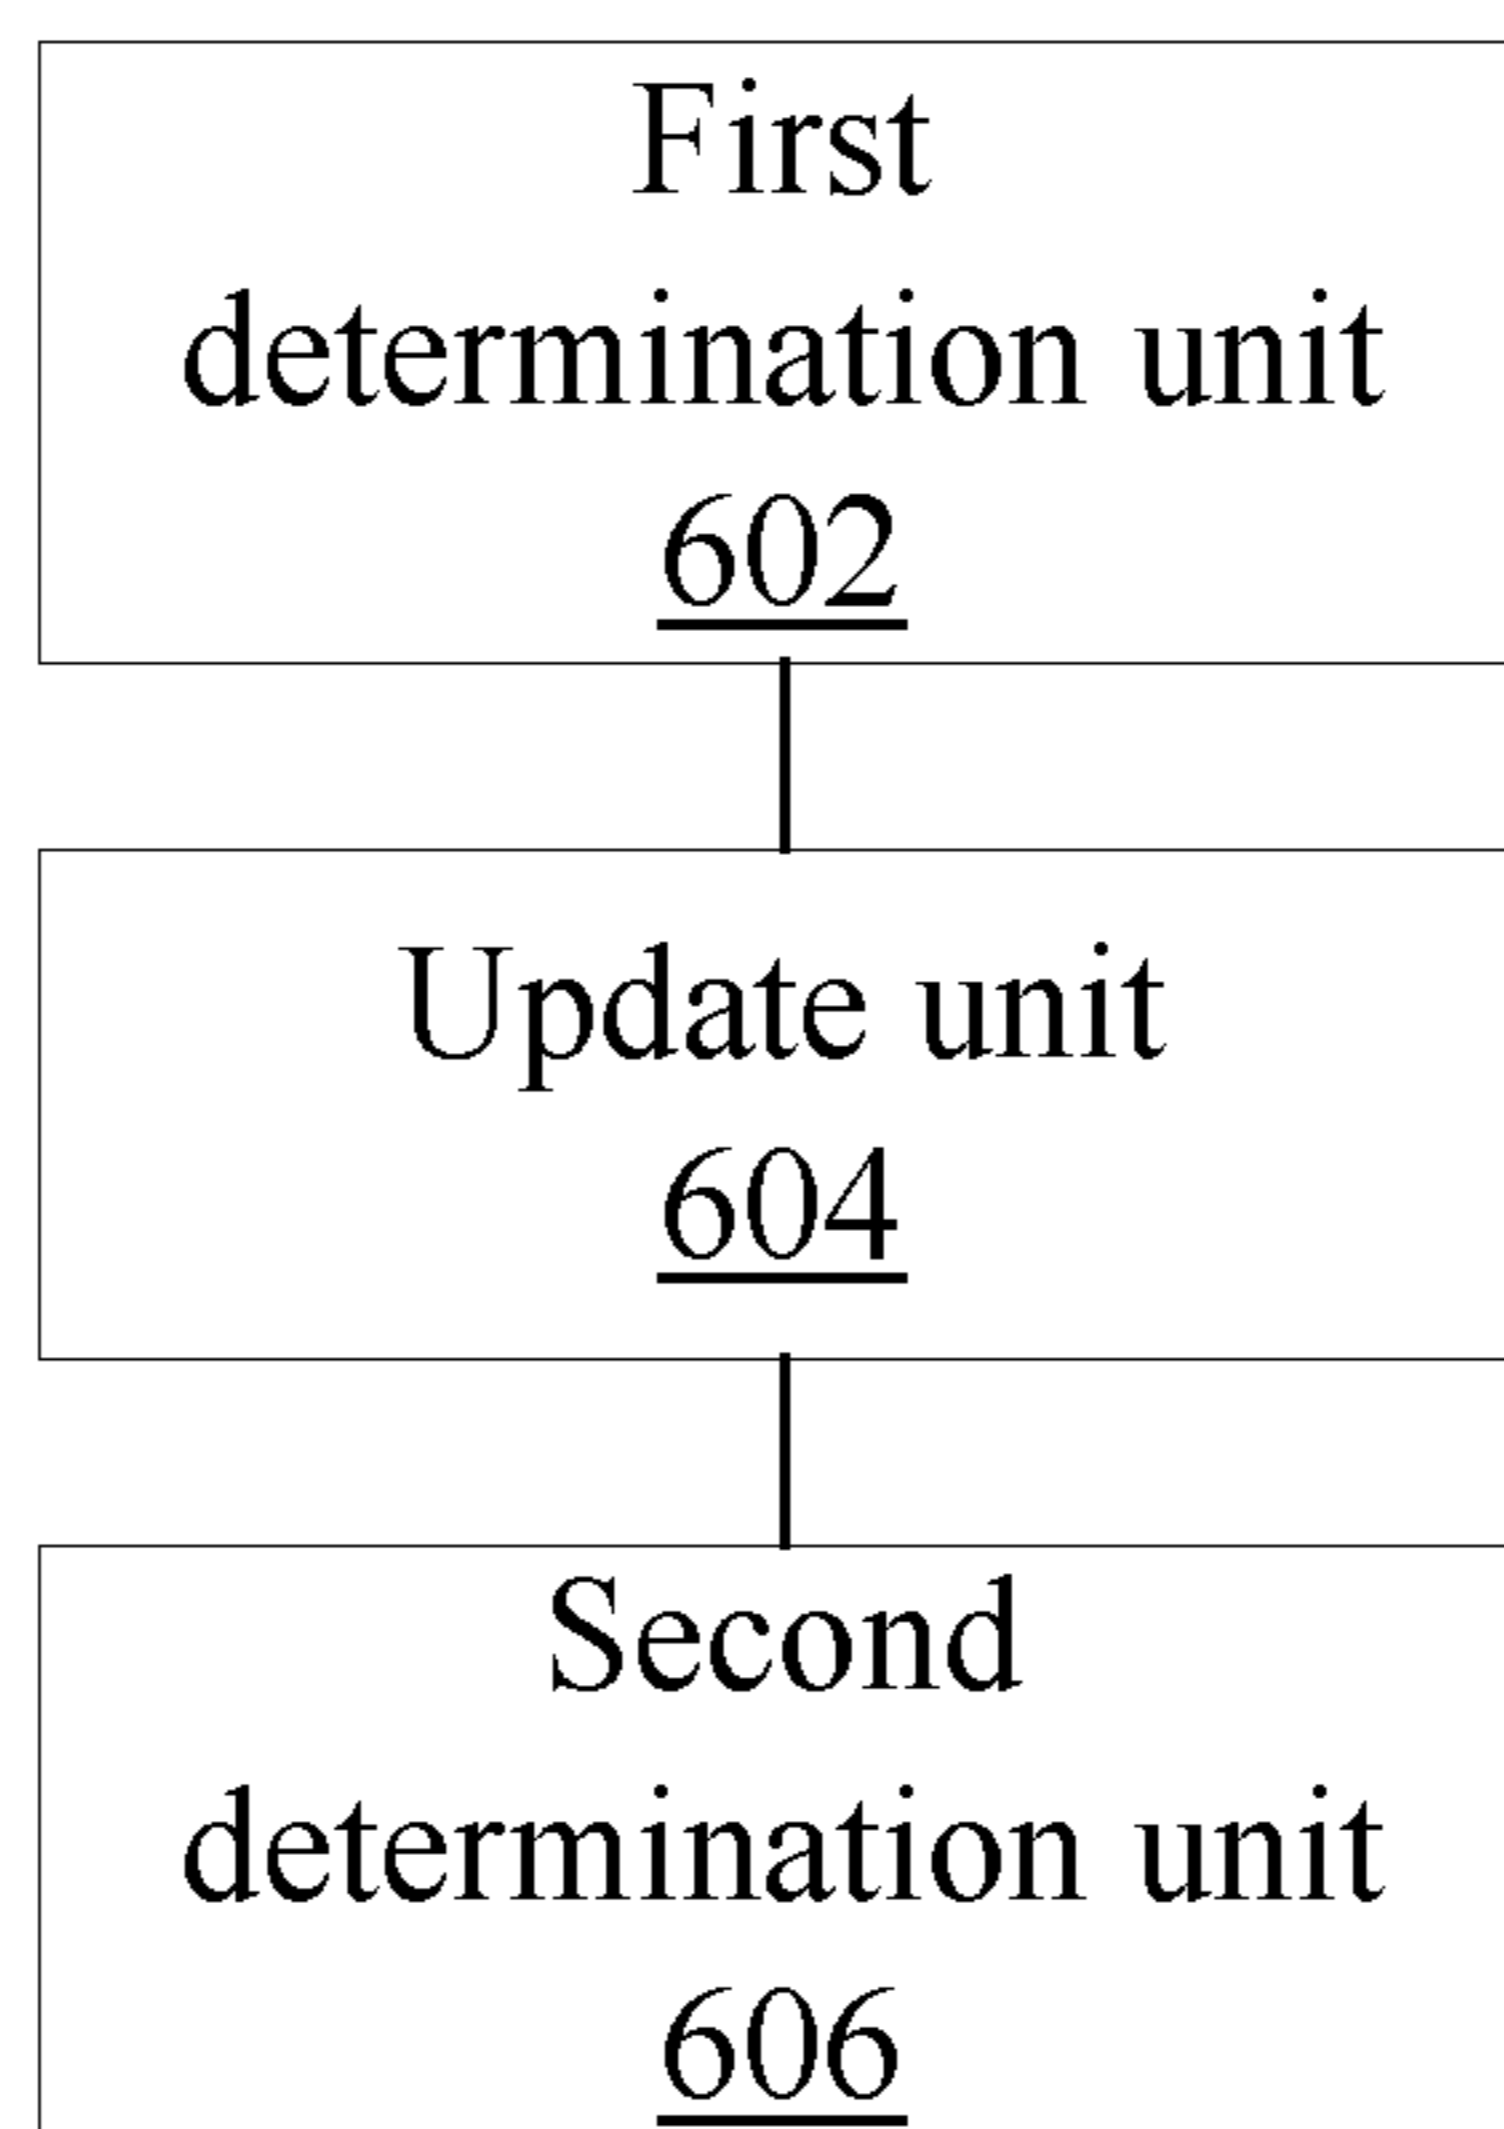 First
determination unit
602
Update unit
604
Second
determination unit
606